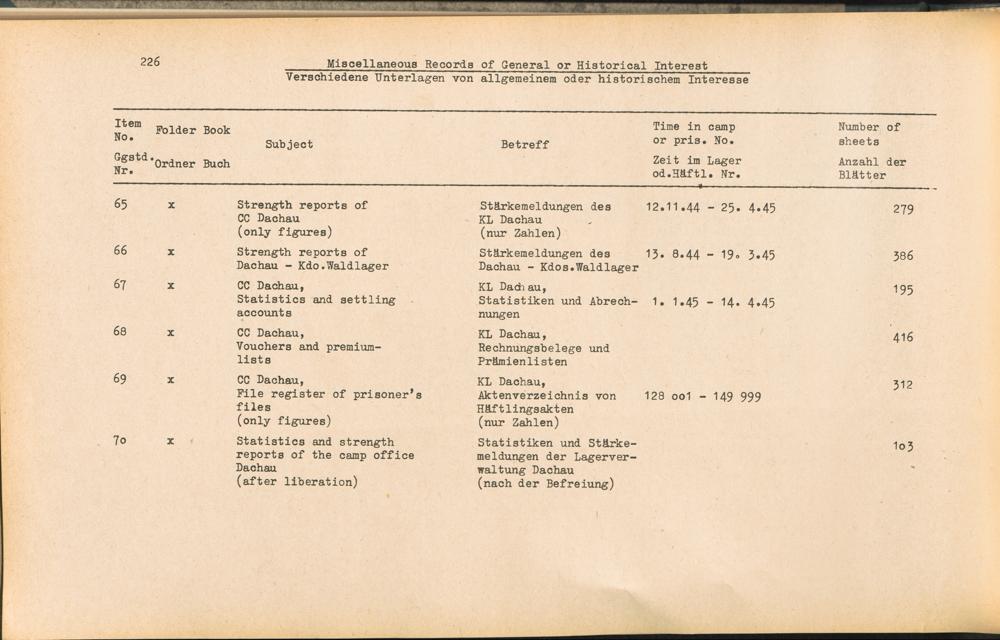 226
Miscellaneous Records of General or Historical Interest
Verschiedene Unterlagen von allgemeinem oder historischem Interesse
Item No. Folder Book Subject Betreff Time in camp or pris. No. Number of sheets
Ggstd. Nr. Ordner Buch Zeit im Lager od.Häftl. Nr. Anzahl der Blätter
65 x Strength reports of Stärkemeldungen des 12.11.44 - 25. 4.45 279
CC Dachau KL Dachau
(only figures) (nur Zahlen)
66 x Strength reports of Stärkemeldungen des 13. 8.44 - 19. 3.45 386
Dachau - Kdo.Waldlager Dachau - Kdos.Waldlager
67 x CC Dachau, KL Dachau, 195
Statistics and settling Statistiken und Abrech- 1. 1.45 - 14. 4.45
accounts nungen
68 x CC Dachau, KL Dachau, 416
Vouchers and premium- Rechnungsbelege und
lists Prämienlisten
69 x CC Dachau, KL Dachau, 312
File register of prisoner's Aktenverzeichnis von 128 oo1 - 149 999
files Häftlingsakten
(only figures) (nur Zahlen)
7o x Statistics and strength Statistiken und Stärke- 1o3
reports of the camp office meldungen der Lagerver-
Dachau waltung Dachau
(after liberation) (nach der Befreiung)